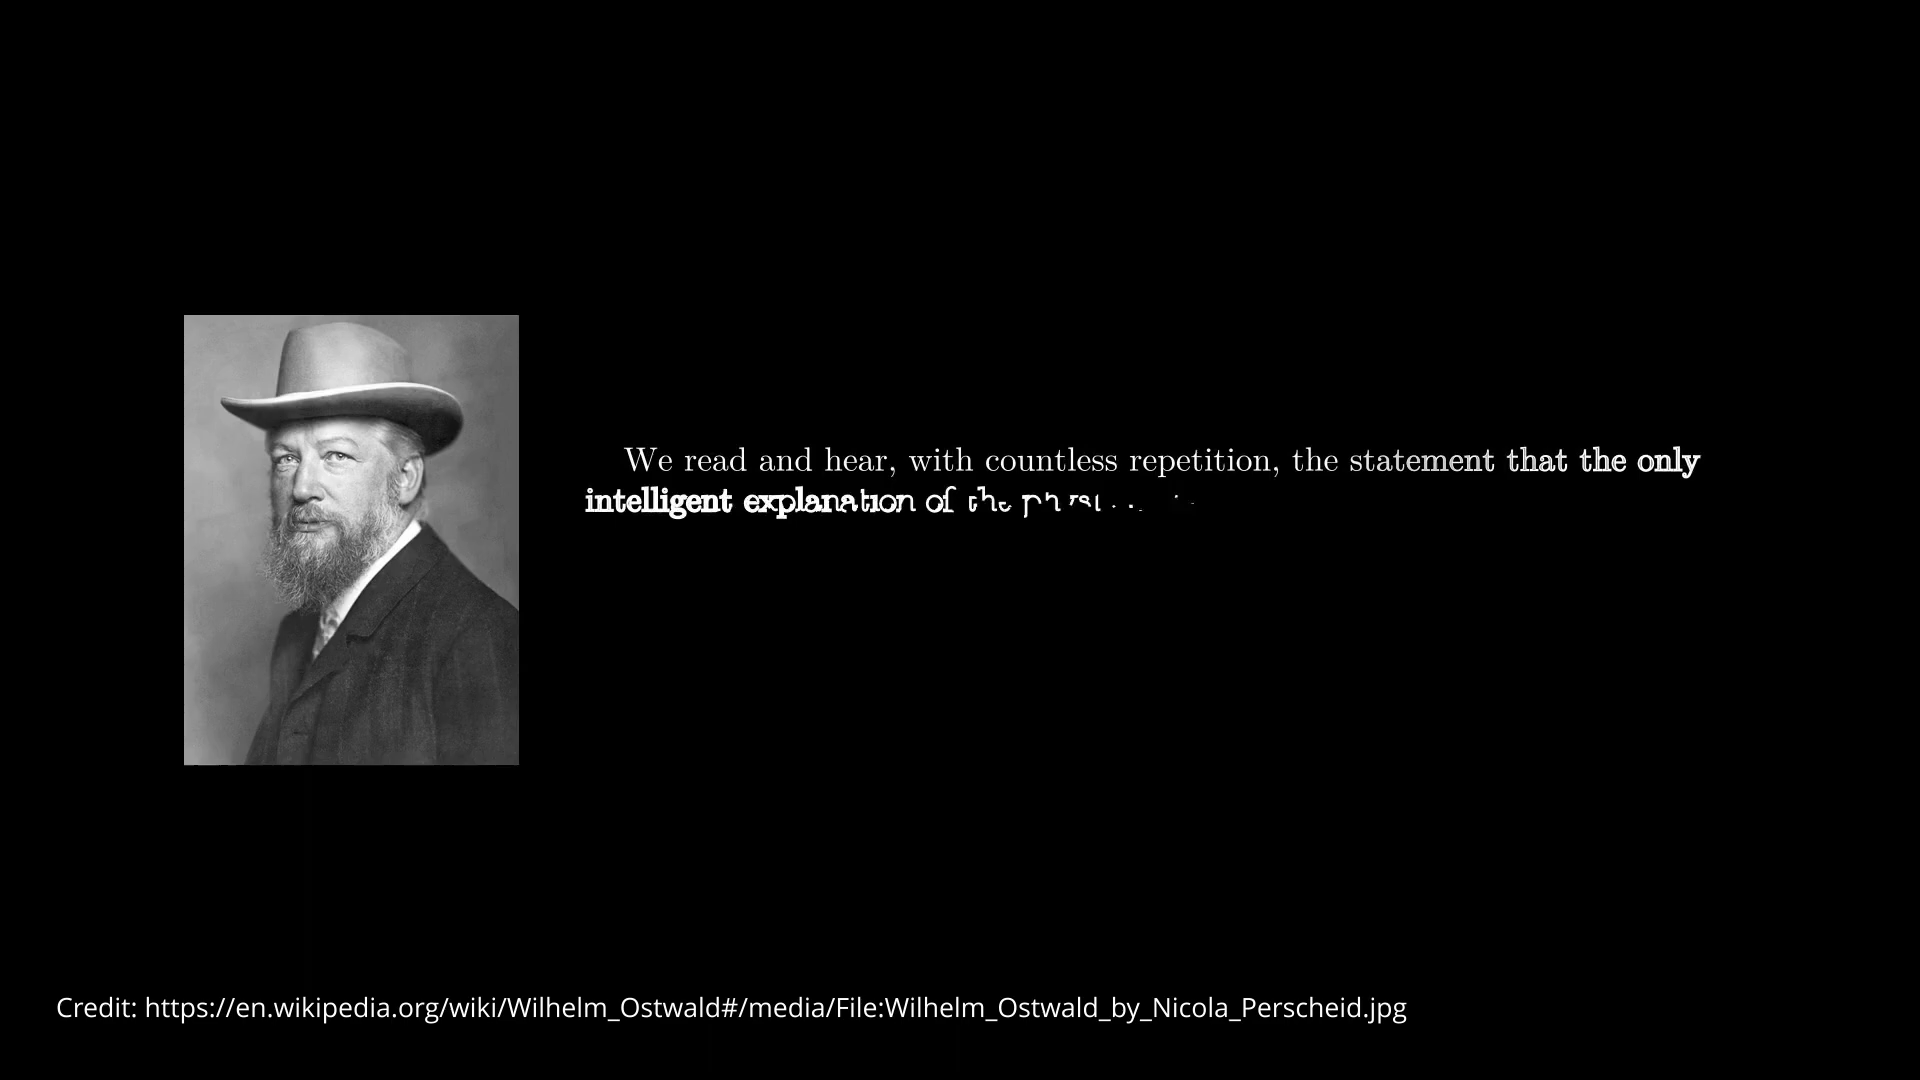 We read and hear, with countless repetition, the statement that the only
intelligent explanation of the
Credit: https://en.wikipedia.org/wiki/Wilhelm_Ostwald#/media/File:Wilhelm_Ostwald_by_Nicola_Perscheid.jpg